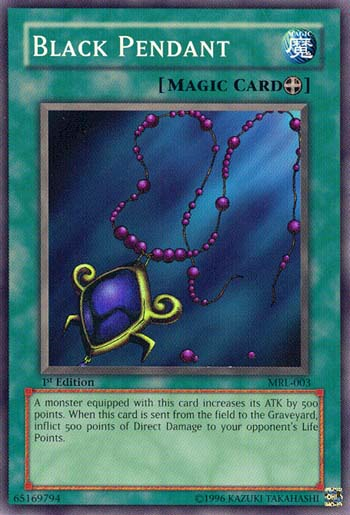 BLACK PENDANT
MAGIC
魔
[MAGIC CARD]
1st Edition
MRL-003
A monster equipped with this card increases its ATK by 500
points. When this card is sent from the field to the Graveyard,
inflict 500 points of Direct Damage to your opponent's Life
Points.
65169794
©1996 KAZUKI TAKAHASHI